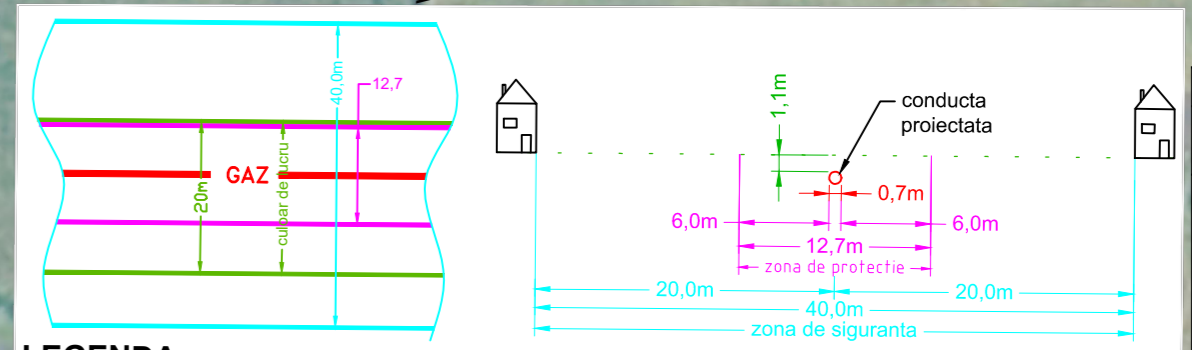 40,0m
12,7
20m
culoar de lucru
GAZ
1,1m
conducta
proiectata
0,7m
6,0m
6,0m
12,7m
zona de protectie
20,0m
20,0m
40,0m
zona de siguranta
LEGENDA